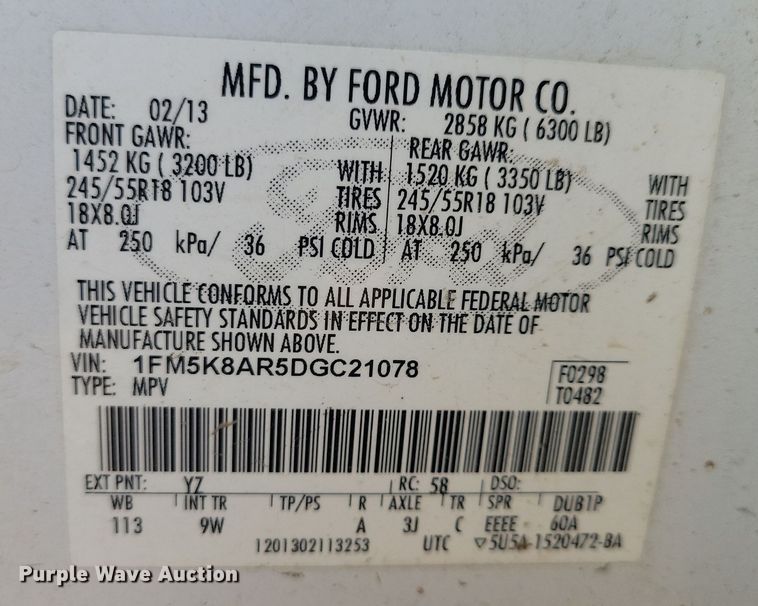 MFD. BY FORD MOTOR CO.
DATE: 02/13 GVWR: 2858 KG ( 6300 LB)
FRONT GAWR: REAR GAWR:
1452 KG ( 3200 LB) WITH 1520 KG ( 3350 LB) WITH
245/55R18 103V TIRES 245/55R18 103V TIRES
18X8.0J RIMS 18X8.0J RIMS
AT 250 kPa/ 36 PSI COLD AT 250 kPa/ 36 PSI COLD
THIS VEHICLE CONFORMS TO ALL APPLICABLE FEDERAL MOTOR
VEHICLE SAFETY STANDARDS IN EFFECT ON THE DATE OF
MANUFACTURE SHOWN ABOVE.
VIN: 1FM5K8AR5DGC21078 F0298
TYPE: MPV T0482
EXT PNT: YZ RC: 58 DSO:
WB INT TR TP/PS R AXLE TR SPR DUB1P
113 9W A 3J C EEEE 60A
1201302113253 UTC ▽5U5A-1520472-BA
Purple Wave Auction